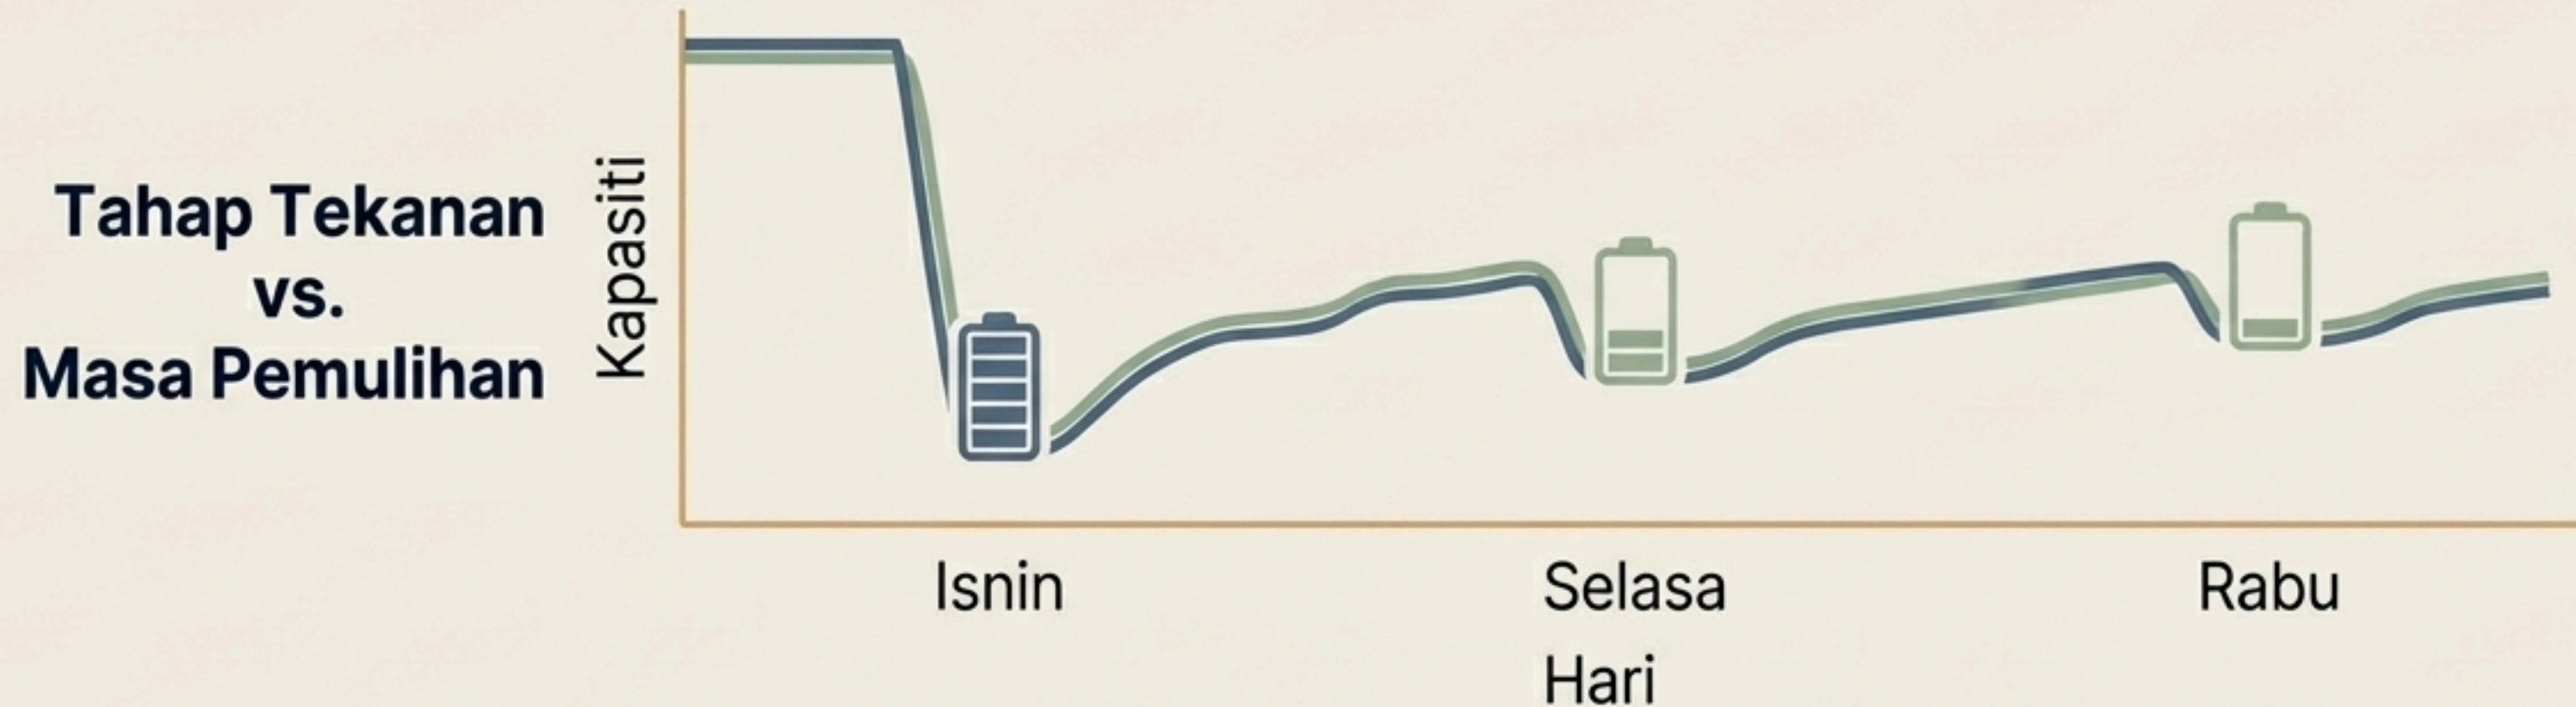 Tahap Tekanan
vs.
Masa Pemulihan
Kapasiti
Isnin
Selasa
Rabu
Hari